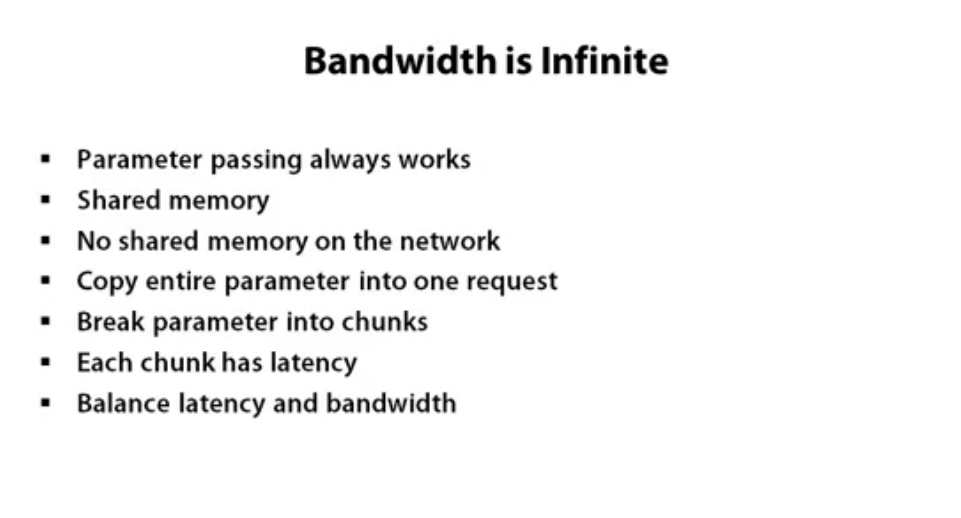 Bandwidth is Infinite
▪ Parameter passing always works
▪ Shared memory
▪ No shared memory on the network
▪ Copy entire parameter into one request
▪ Break parameter into chunks
▪ Each chunk has latency
▪ Balance latency and bandwidth